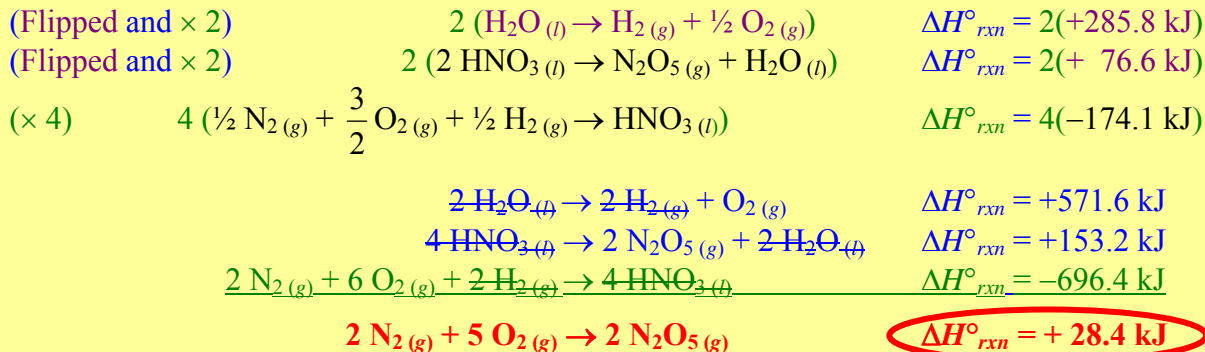 (Flipped and × 2) 2 (H₂O (l) → H₂ (g) + ½ O₂ (g)) ΔH°rxn = 2(+285.8 kJ)
(Flipped and × 2) 2 (2 HNO₃ (l) → N₂O₅ (g) + H₂O (l)) ΔH°rxn = 2(+ 76.6 kJ)
(× 4) 4 (½ N₂ (g) + 3/2 O₂ (g) + ½ H₂ (g) → HNO₃ (l)) ΔH°rxn = 4(−174.1 kJ)
2 H₂O (l) → 2 H₂ (g) + O₂ (g) ΔH°rxn = +571.6 kJ
4 HNO₃ (l) → 2 N₂O₅ (g) + 2 H₂O (l) ΔH°rxn = +153.2 kJ
2 N₂ (g) + 6 O₂ (g) + 2 H₂ (g) → 4 HNO₃ (l) ΔH°rxn = −696.4 kJ
2 N₂ (g) + 5 O₂ (g) → 2 N₂O₅ (g) ΔH°rxn = + 28.4 kJ